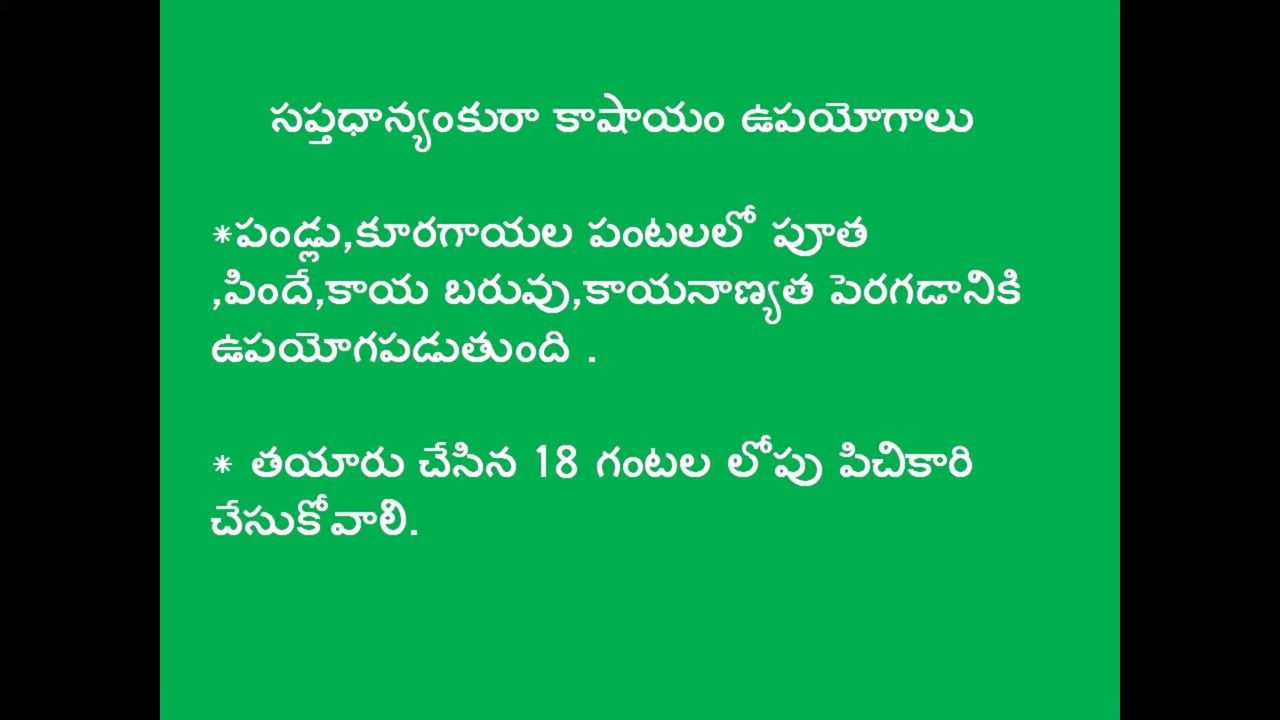 సప్తధాన్యంకురా కాషాయం ఉపయోగాలు
*పండ్లు,కూరగాయల పంటలలో పూత
,పిందే,కాయ బరువు,కాయనాణ్యత పెరగడానికి
ఉపయోగపడుతుంది .
* తయారు చేసిన 18 గంటల లోపు పిచికారి
చేసుకోవాలి.